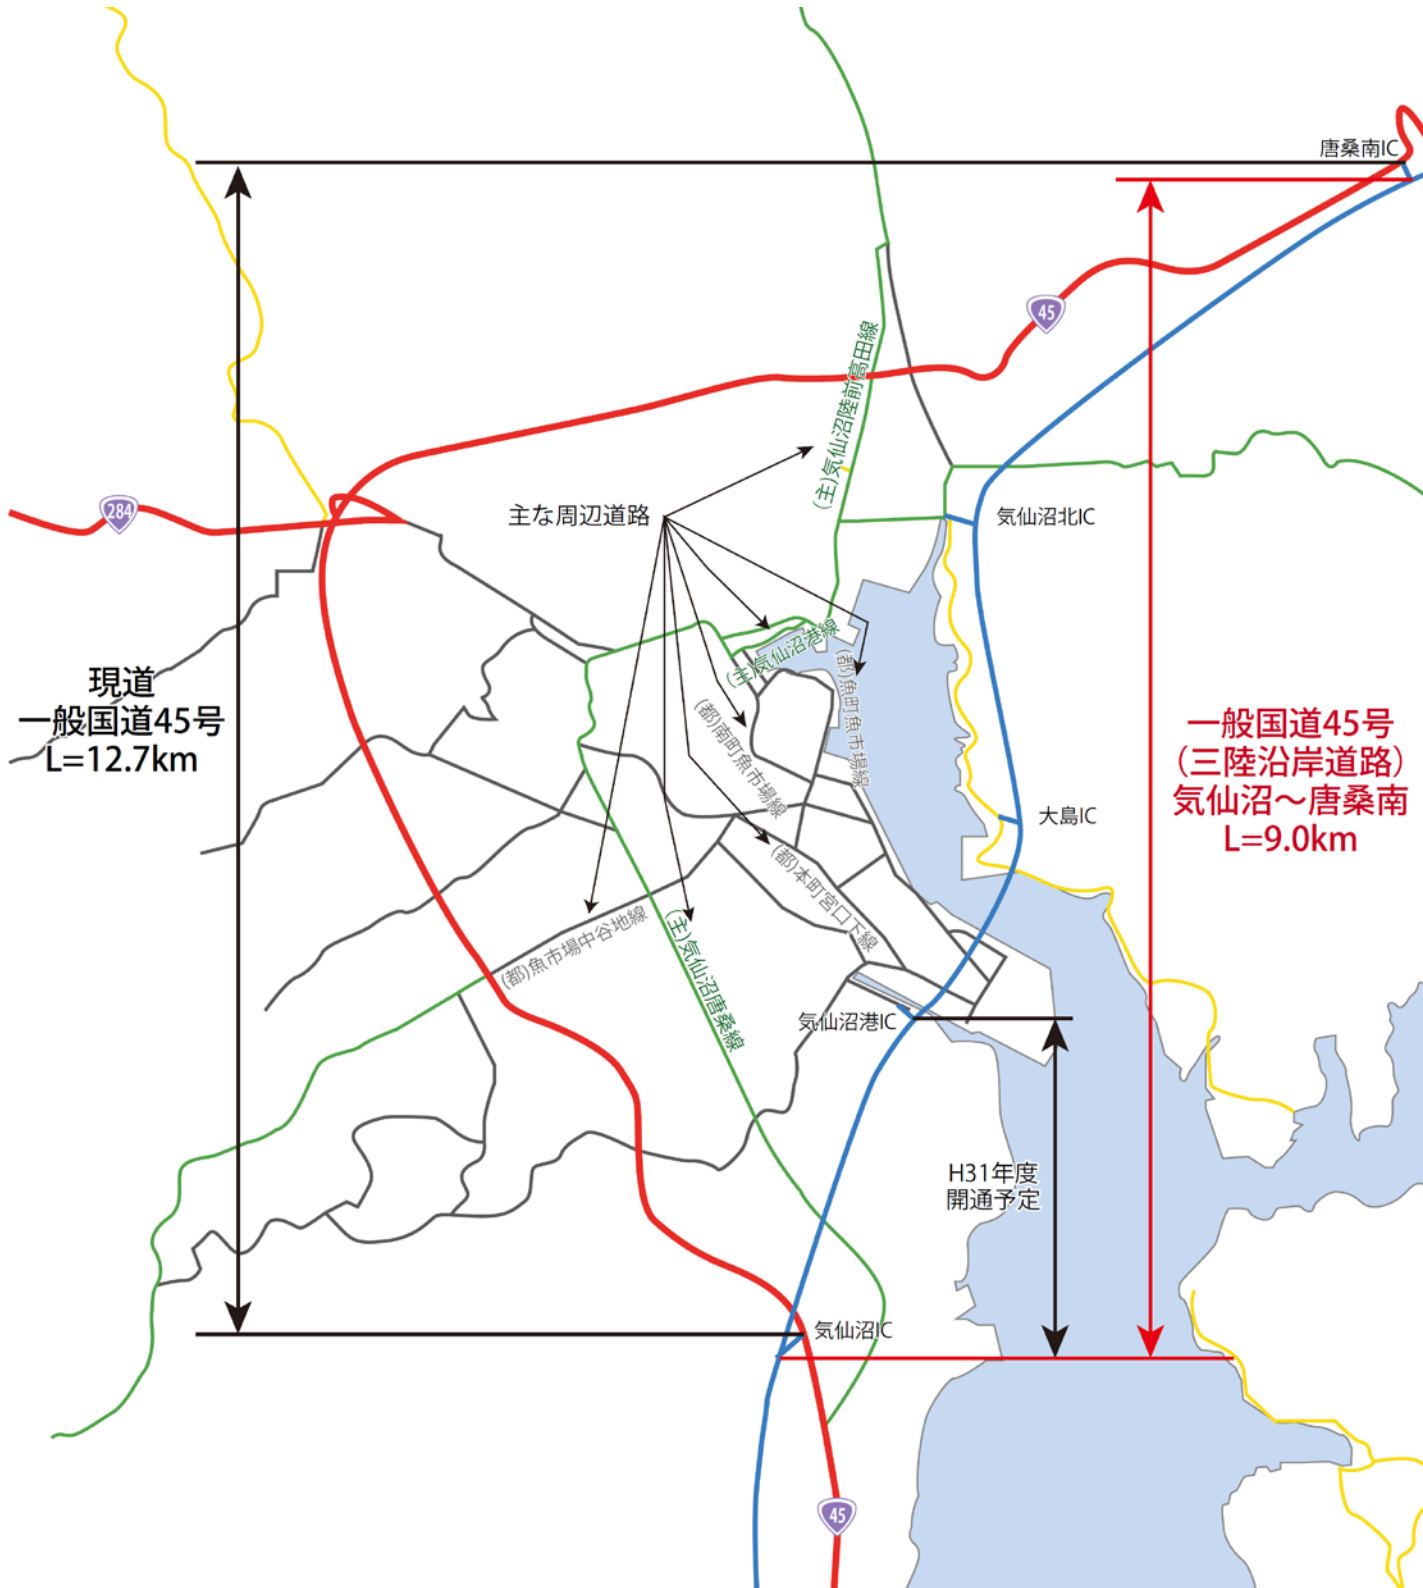 唐桑南IC
45
(主)気仙沼陸前高田線
284
主な周辺道路
気仙沼北IC
(主)気仙沼港線
(都)魚町魚市場線
現道
一般国道45号
L=12.7km
(都)南町魚市場線
一般国道45号
(三陸沿岸道路)
気仙沼～唐桑南
L=9.0km
大島IC
(都)本町宮口下線
(都)魚市場中谷地線
(主)気仙沼唐桑線
気仙沼港IC
H31年度
開通予定
気仙沼IC
45